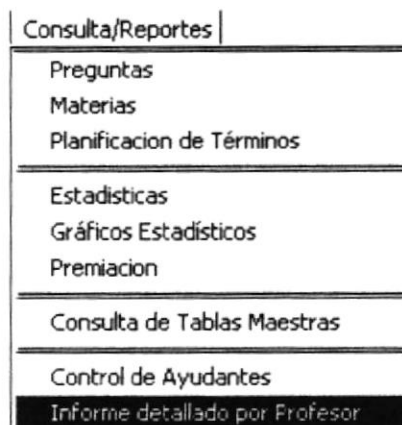 Consulta/Reportes
Preguntas
Materias
Planificacion de Términos
Estadisticas
Gráficos Estadísticos
Premiacion
Consulta de Tablas Maestras
Control de Ayudantes
Informe detallado por Profesor